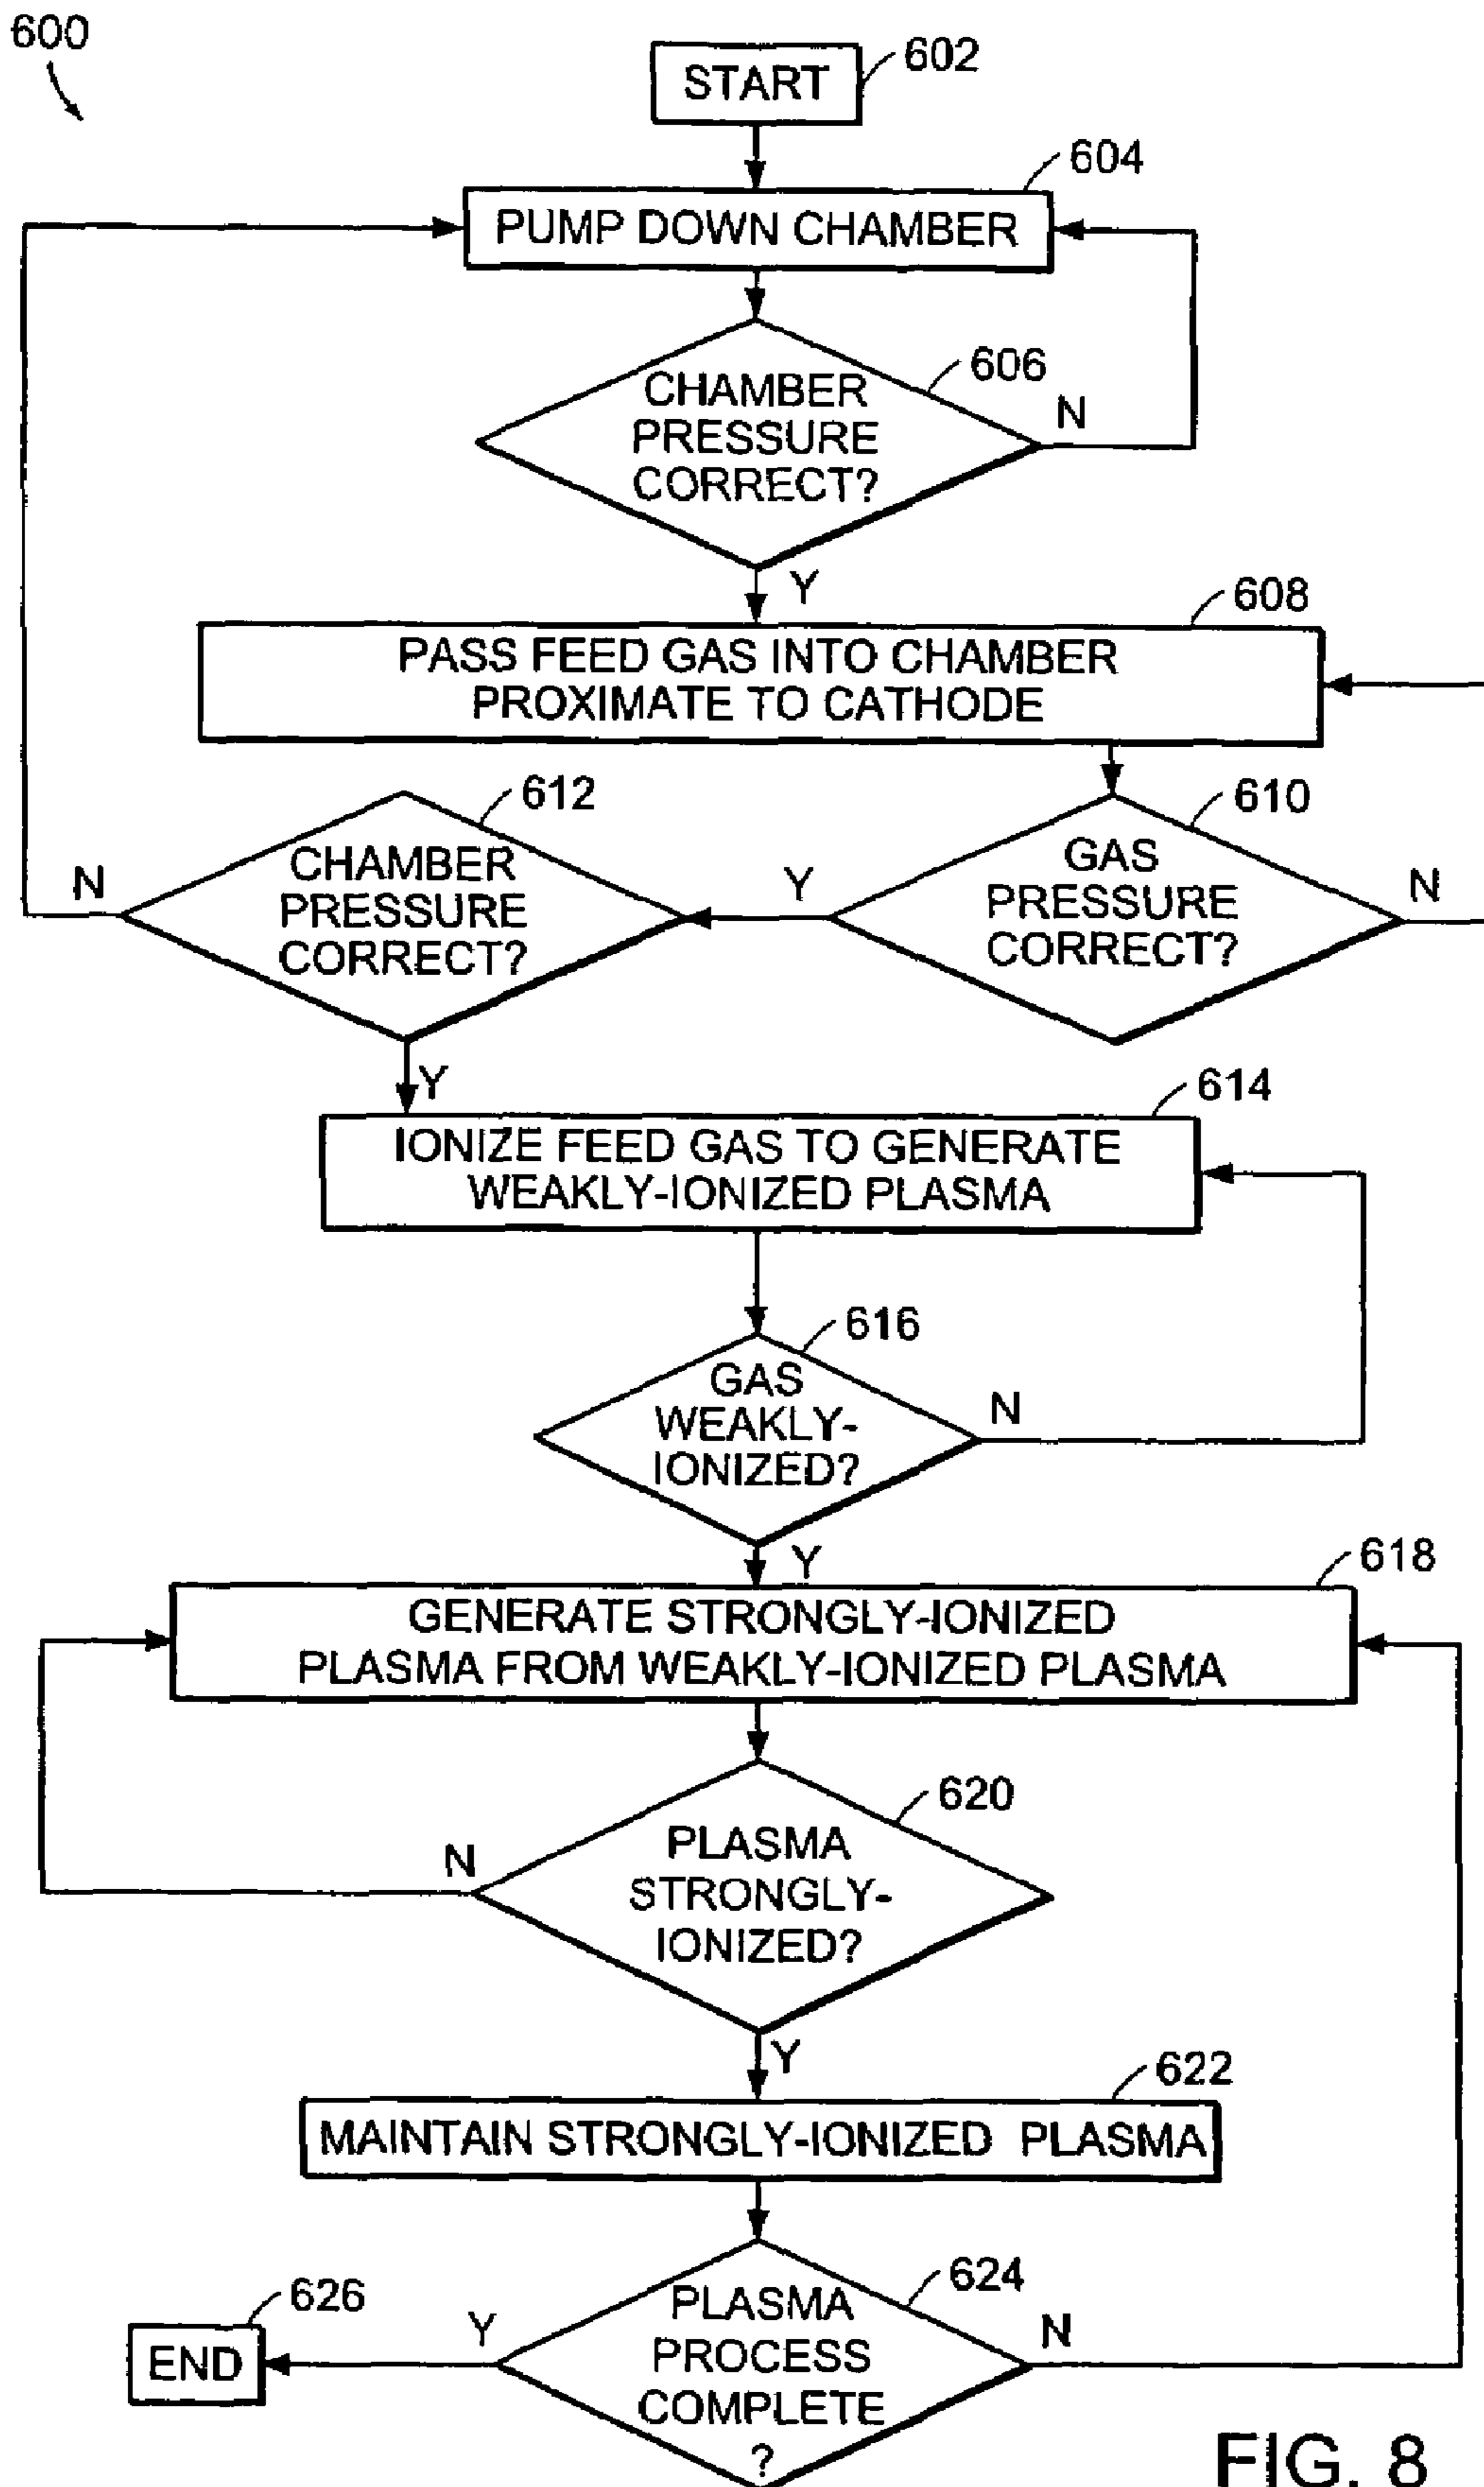 600
START
602
604
PUMP DOWN CHAMBER
606
CHAMBER
PRESSURE
CORRECT?
N
Y
608
PASS FEED GAS INTO CHAMBER
PROXIMATE TO CATHODE
612
610
CHAMBER
PRESSURE
CORRECT?
N
Y
GAS
PRESSURE
CORRECT?
N
Y
614
IONIZE FEED GAS TO GENERATE
WEAKLY-IONIZED PLASMA
616
GAS
WEAKLY-
IONIZED?
N
Y
618
GENERATE STRONGLY-IONIZED
PLASMA FROM WEAKLY-IONIZED PLASMA
620
PLASMA
STRONGLY-
IONIZED?
N
Y
622
MAINTAIN STRONGLY-IONIZED PLASMA
624
PLASMA
PROCESS
COMPLETE
?
N
Y
626
END
FIG. 8